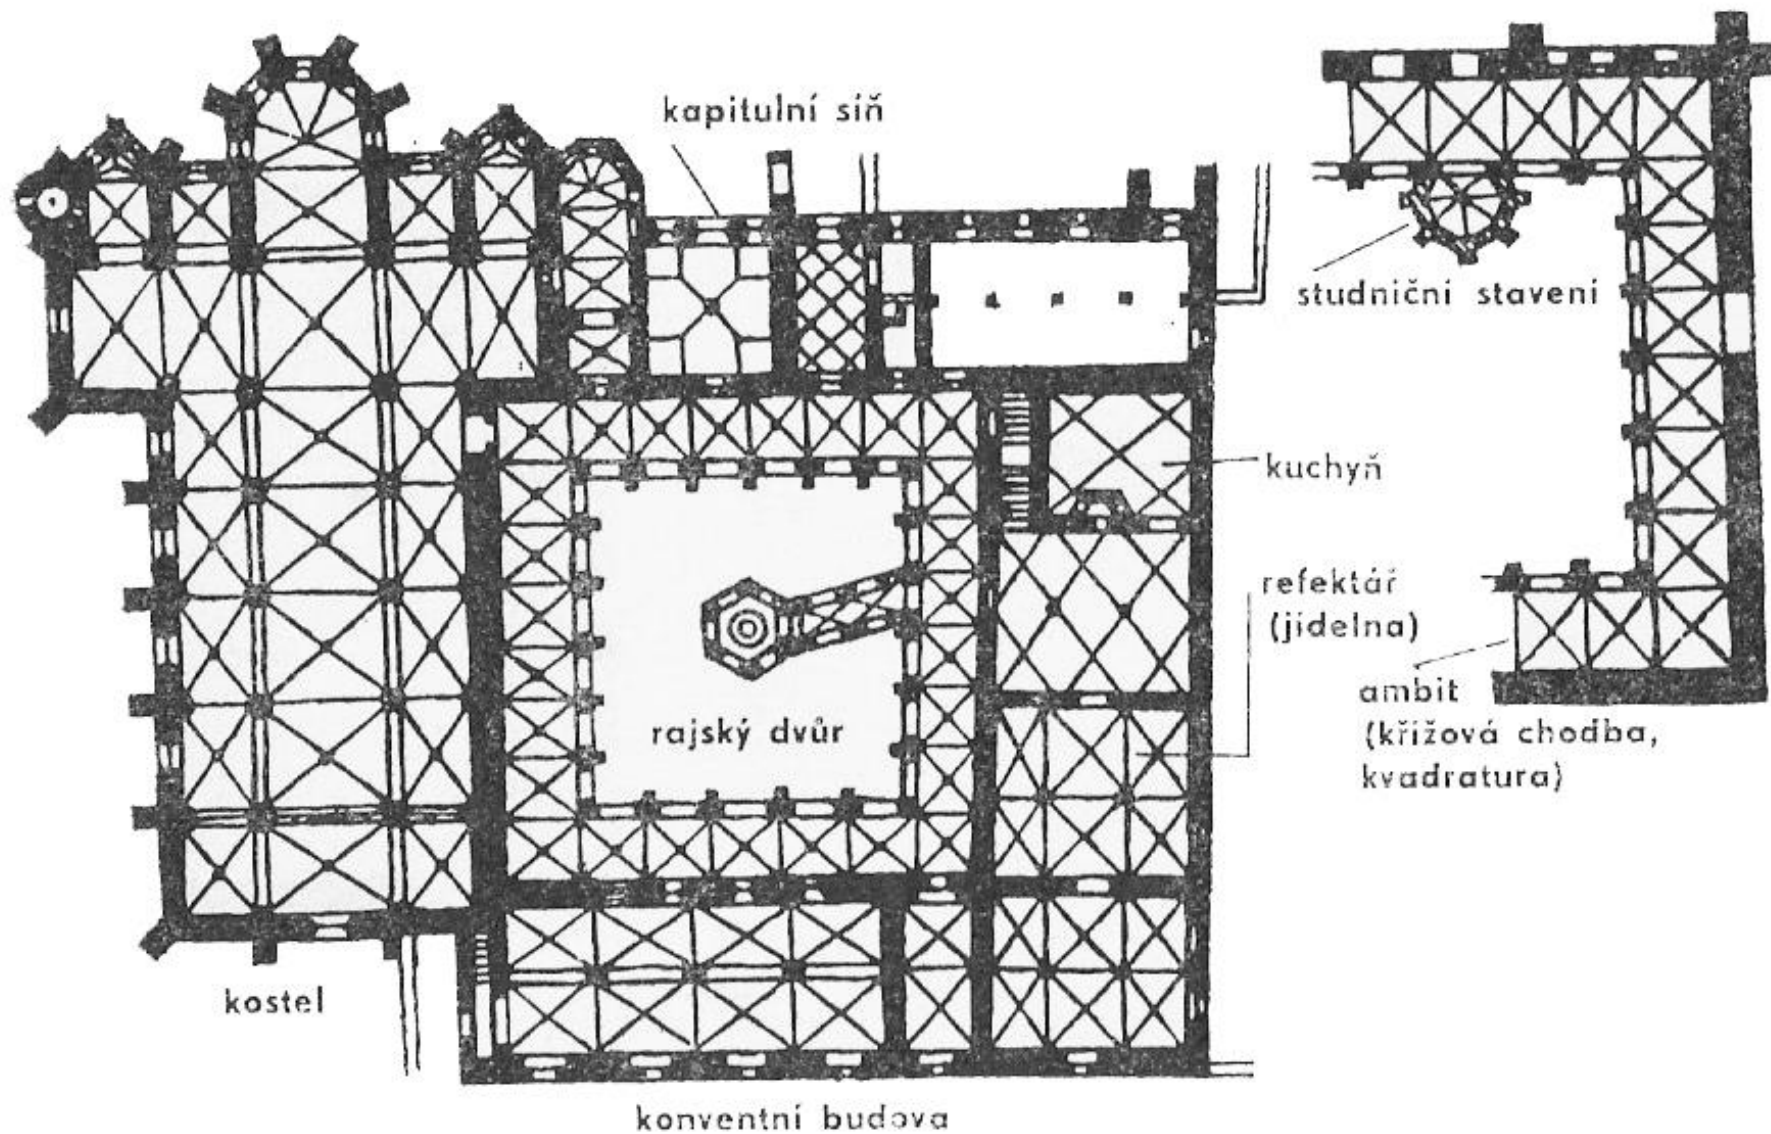 kapitulní síň
studniční stavení
kuchyň
refektář
(jídelna)
rajský dvůr
ambit
(křížová chodba,
kvadratura)
kostel
konventní budova